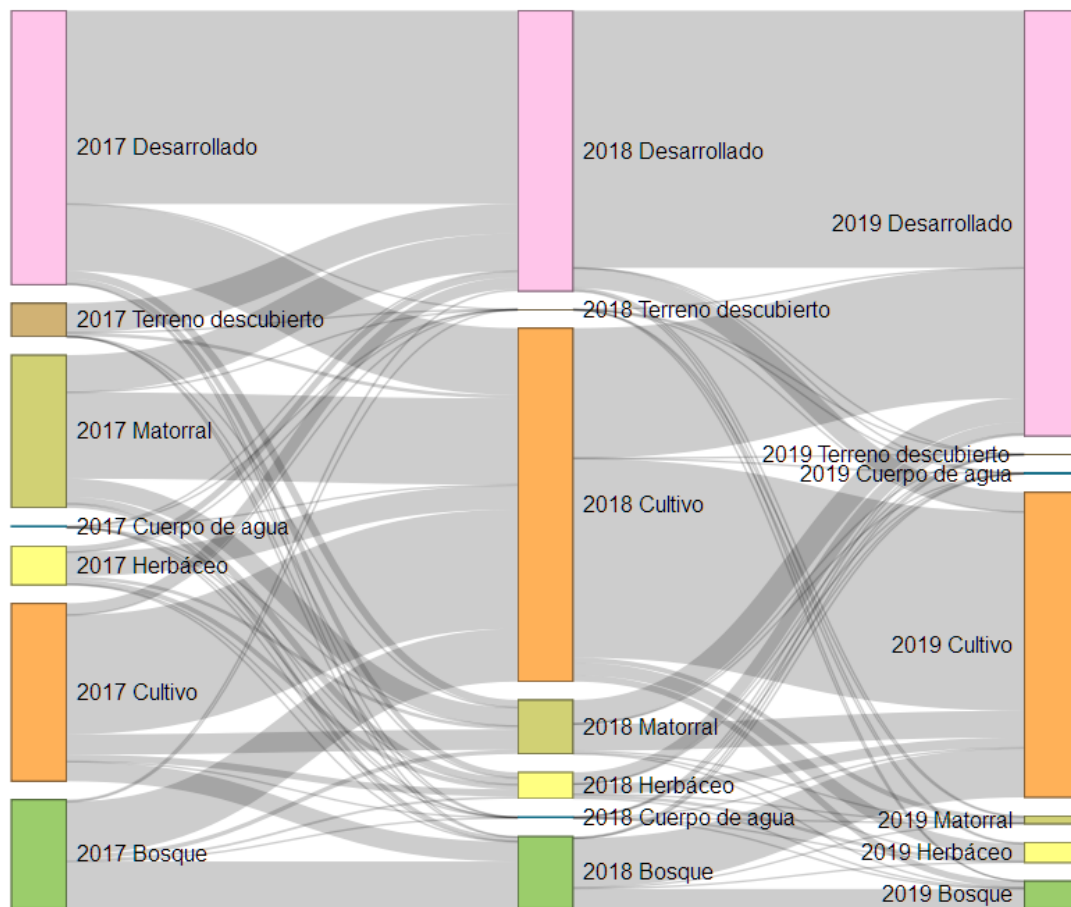 2017 Desarrollado
2017 Terreno descubierto
2017 Matorral
2017 Cuerpo de agua
2017 Herbáceo
2017 Cultivo
2017 Bosque
2018 Desarrollado
2018 Terreno descubierto
2018 Cultivo
2018 Matorral
2018 Herbáceo
2018 Cuerpo de agua
2018 Bosque
2019 Desarrollado
2019 Terreno descubierto
2019 Cuerpo de agua
2019 Cultivo
2019 Matorral
2019 Herbáceo
2019 Bosque